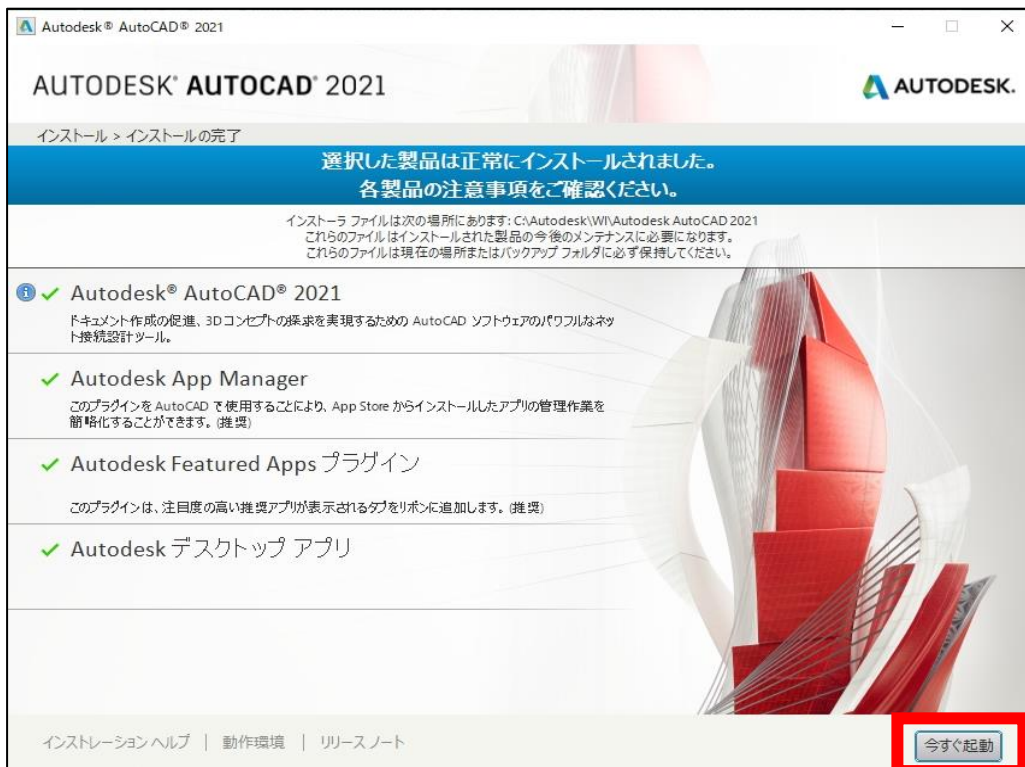 Autodesk® AutoCAD® 2021
AUTODESK® AUTOCAD® 2021
AUTODESK.
インストール > インストールの完了
選択した製品は正常にインストールされました。
各製品の注意事項をご確認ください。
インストーラ ファイルは次の場所にあります: C:\Autodesk\WI\Autodesk AutoCAD 2021
これらのファイルはインストールされた製品の今後のメンテナンスに必要になります。
これらのファイルは現在の場所またはバックアップ フォルダに必ず保持してください。
Autodesk® AutoCAD® 2021
ドキュメント作成の促進、3D コンセプトの探求を実現するための AutoCAD ソフトウェアのパワフルなネッ
ト接続設計ツール。
Autodesk App Manager
このプラグインを AutoCAD で使用することにより、App Store からインストールしたアプリの管理作業を
簡略化することができます。(推奨)
Autodesk Featured Apps プラグイン
このプラグインは、注目度の高い推奨アプリが表示されるタブをリボンに追加します。(推奨)
Autodesk デスクトップ アプリ
インストレーション ヘルプ | 動作環境 | リリース ノート
今すぐ起動